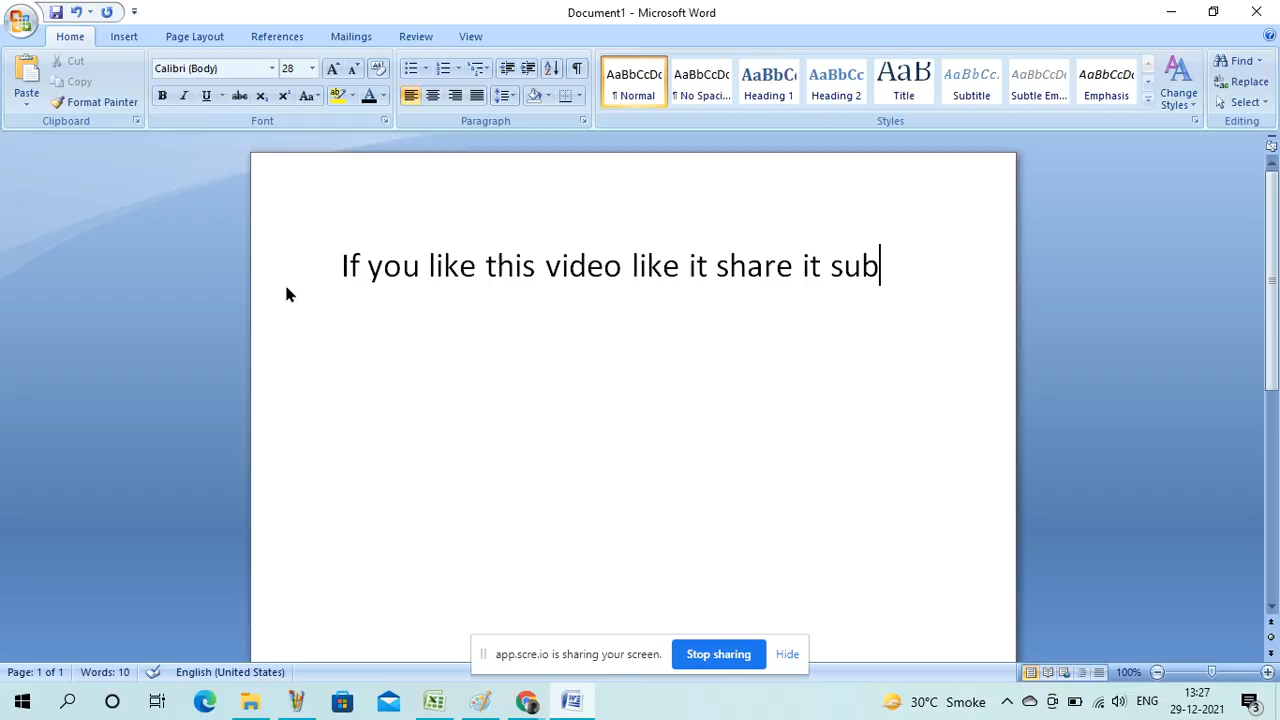 Document1 - Microsoft Word
Home Insert Page Layout References Mailings Review View
Paste
Cut
Copy
Format Painter
Clipboard
Calibri (Body) 28
Font
Paragraph
AaBbCcDc AaBbCcDc AaBbC AaBbCc AaB AaBbCc. AaBbCcDc AaBbCcDc
¶ Normal ¶ No Spaci... Heading 1 Heading 2 Title Subtitle Subtle Em... Emphasis
Change Styles
Styles
Find
Replace
Select
Editing
If you like this video like it share it sub
app.scre.io is sharing your screen. Stop sharing Hide
Page: 1 of 1 Words: 10 English (United States) 100%
30°C Smoke ENG 13:27
29-12-2021
3